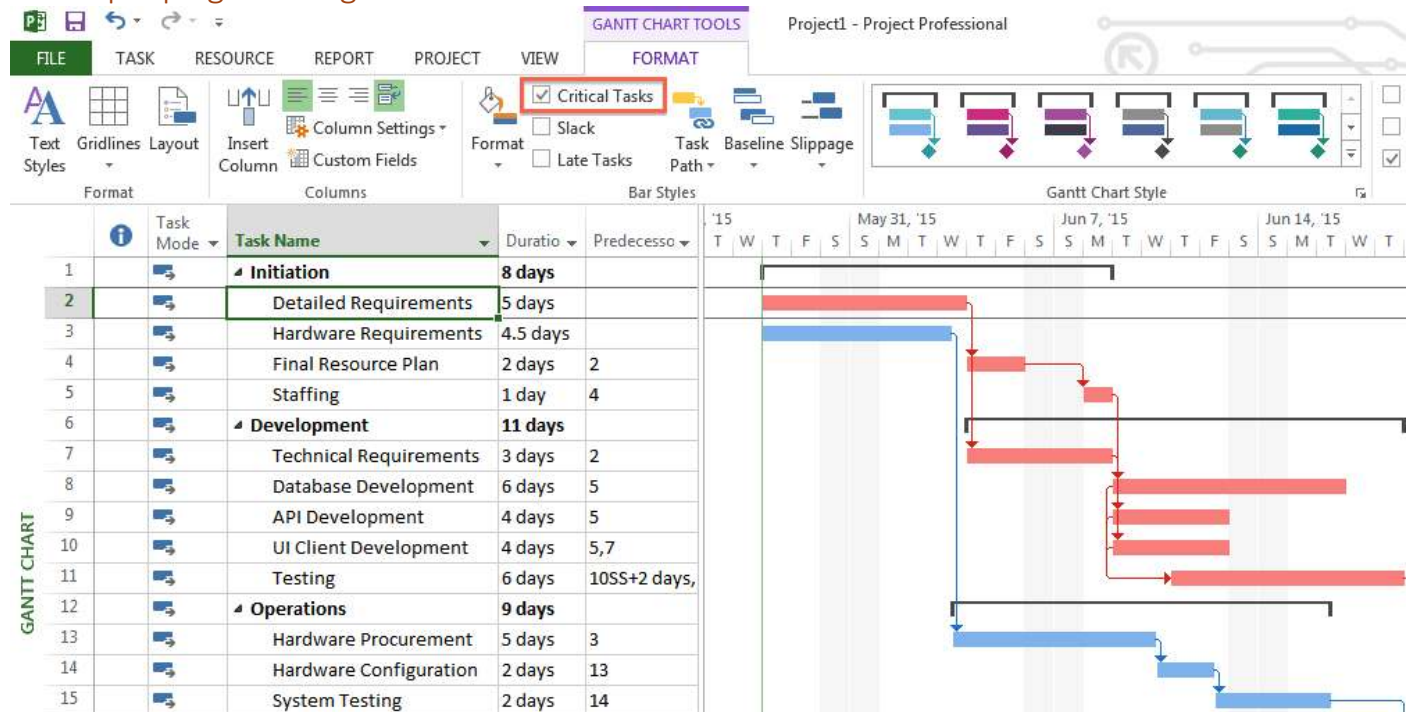 GANTT CHART TOOLS Project1 - Project Professional
FILE TASK RESOURCE REPORT PROJECT VIEW FORMAT
Critical Tasks
Column Settings
Slack
Text Styles Gridlines Layout Insert Column Format Task Path Baseline Slippage
Custom Fields
Late Tasks
Format Columns Bar Styles Gantt Chart Style
, '15 May 31, '15 Jun 7, '15 Jun 14, '15
Task Mode Task Name Duratio Predecesso
T W T F S S M T W T F S S M T W T F S S M T W T
1 Initiation 8 days
2 Detailed Requirements 5 days
3 Hardware Requirements 4.5 days
4 Final Resource Plan 2 days 2
5 Staffing 1 day 4
6 Development 11 days
7 Technical Requirements 3 days 2
8 Database Development 6 days 5
9 API Development 4 days 5
10 UI Client Development 4 days 5,7
11 Testing 6 days 10SS+2 days,
12 Operations 9 days
13 Hardware Procurement 5 days 3
14 Hardware Configuration 2 days 13
15 System Testing 2 days 14
GANTT CHART